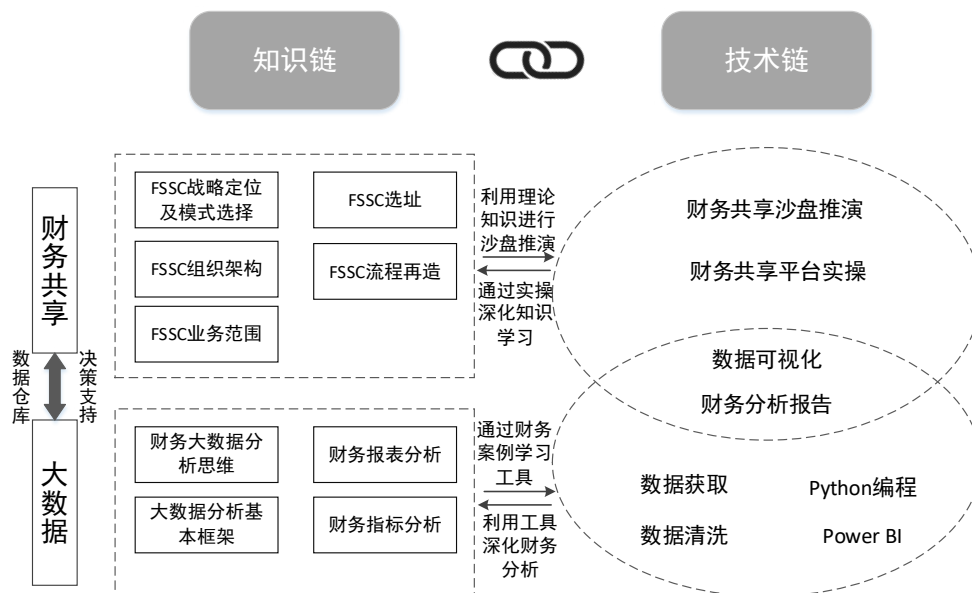 知识链
技术链
财务共享
数据仓库
决策支持
大数据
FSSC战略定位
及模式选择
FSSC选址
FSSC组织架构
FSSC流程再造
FSSC业务范围
利用理论
知识进行
沙盘推演
通过实操
深化知识
学习
财务共享沙盘推演
财务共享平台实操
数据可视化
财务分析报告
财务大数据分
析思维
财务报表分析
大数据分析基
本框架
财务指标分析
通过财务
案例学习
工具
利用工具
深化财务
分析
数据获取
Python编程
数据清洗
Power BI